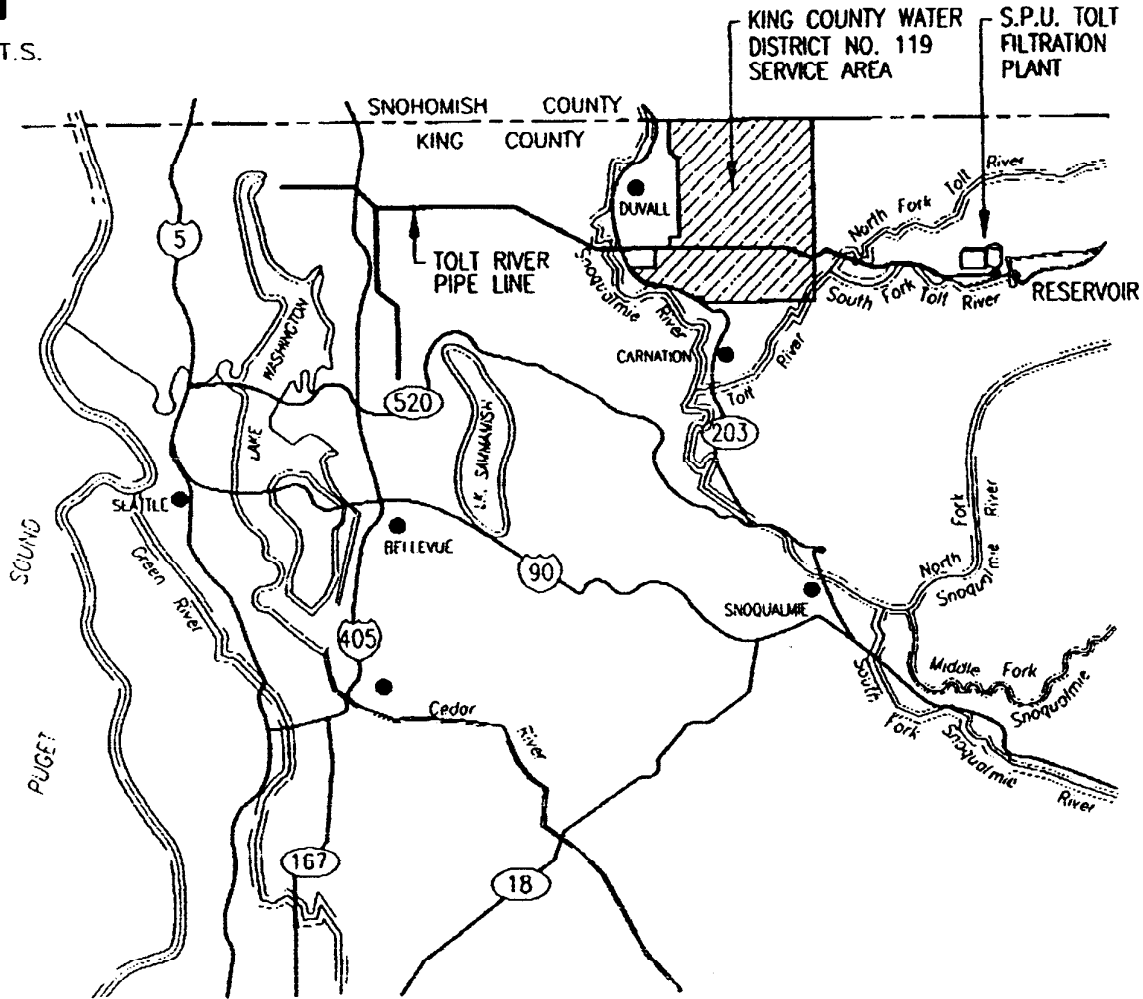 T.S.
KING COUNTY WATER
DISTRICT NO. 119
SERVICE AREA
S.P.U. TOLT
FILTRATION
PLANT
SNOHOMISH COUNTY
KING COUNTY
DUVALL
North Fork Tolt River
5
TOLT RIVER
PIPE LINE
Snoqualmie
River
South Fork Tolt River
RESERVOIR
WASHINGTON
LAKE
CARNATION
Tolt
River
520
203
LK. SAMMAMISH
SEATTLE
BELLEVUE
SOUND
PUGET
Green
River
90
North
Fork
Snoqualmie
River
SNOQUALMIE
405
Middle Fork
Snoqualmie
South
Fork
Snoqualmie
River
Cedar
River
167
18